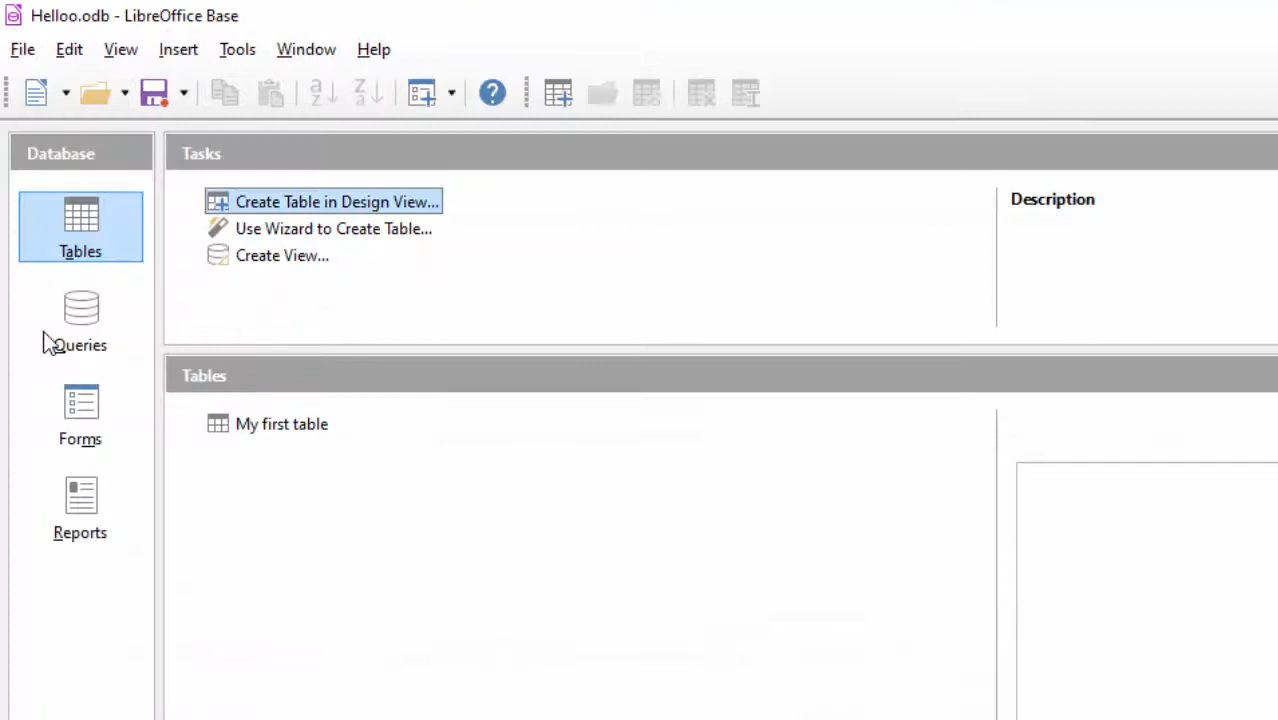 Helloo.odb - LibreOffice Base
File Edit View Insert Tools Window Help
Database
Tables
Queries
Forms
Reports
Tasks
Create Table in Design View...
Use Wizard to Create Table...
Create View...
Description
Tables
My first table